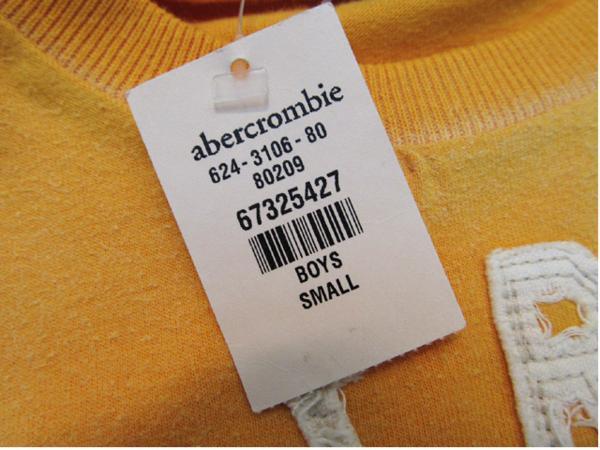 abercrombie
624-3106-80
80209
67325427
BOYS
SMALL